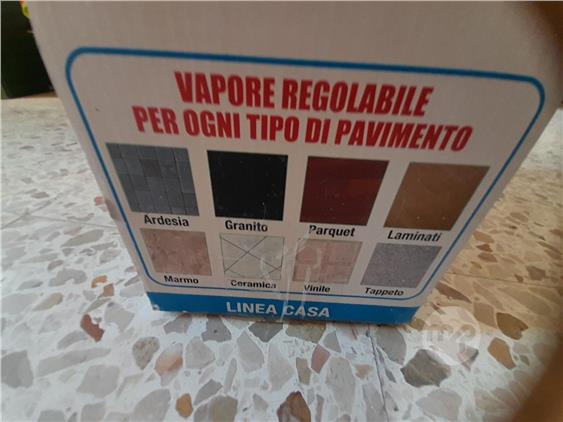 VAPORE REGOLABILE
PER OGNI TIPO DI PAVIMENTO
Ardesia Granito Parquet Laminati
Marmo Ceramica Vinile Tappeto
LINEA CASA